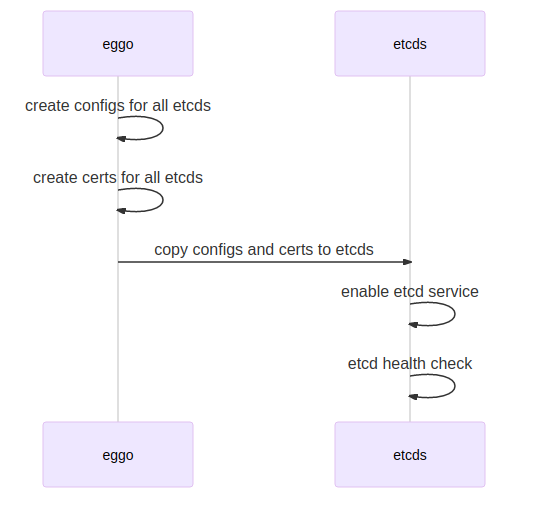 eggo
etcds
create configs for all etcds
create certs for all etcds
copy configs and certs to etcds
enable etcd service
etcd health check
eggo
etcds